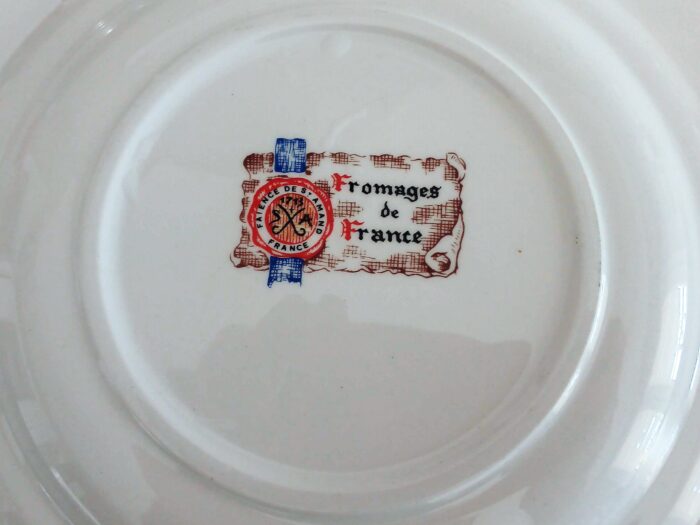 FAIENCE DE St AMAND
FRANCE
Fromages
de
France